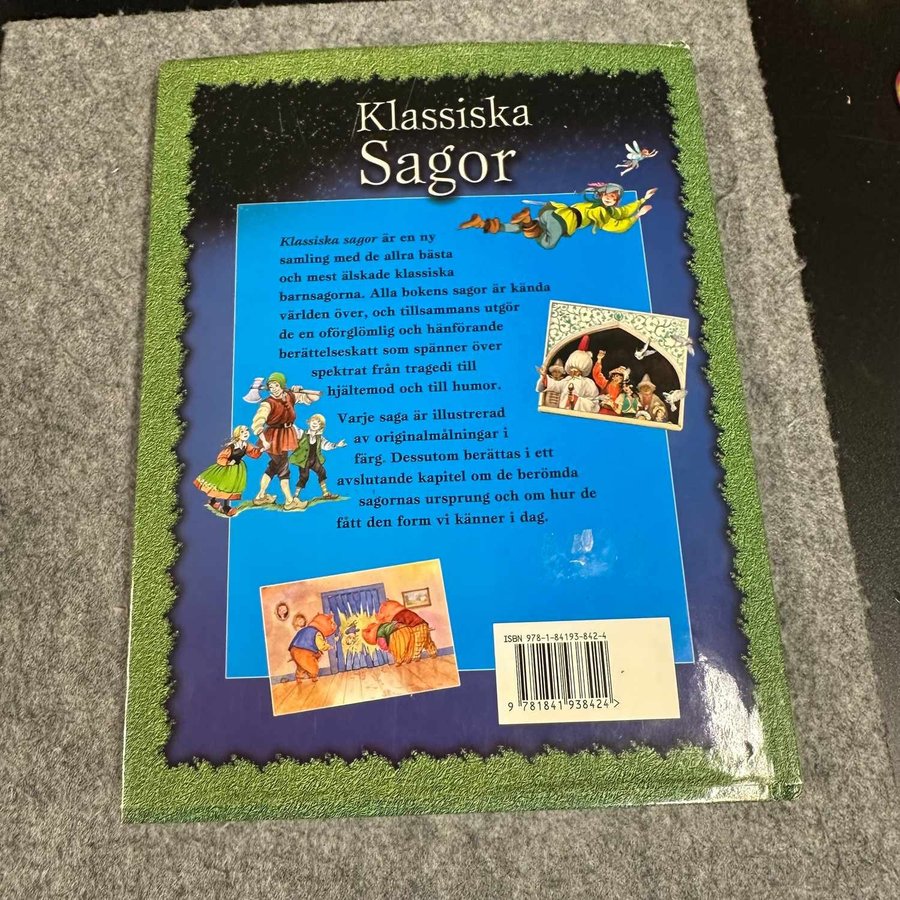 Klassiska
Sagor
Klassiska sagor är en ny
samling med de allra bästa
och mest älskade klassiska
barnsagorna. Alla bokens sagor är kända
världen över, och tillsammans utgör
de en oförglömlig och hänförande
berättelseskatt som spänner över
spektrat från tragedi till
hjältemod och till humor.
Varje saga är illustrerad
av originalmålningar i
färg. Dessutom berättas i ett
avslutande kapitel om de berömda
sagornas ursprung och om hur de
fått den form vi känner i dag.
ISBN 978-1-84193-842-4
9 781841 938424>